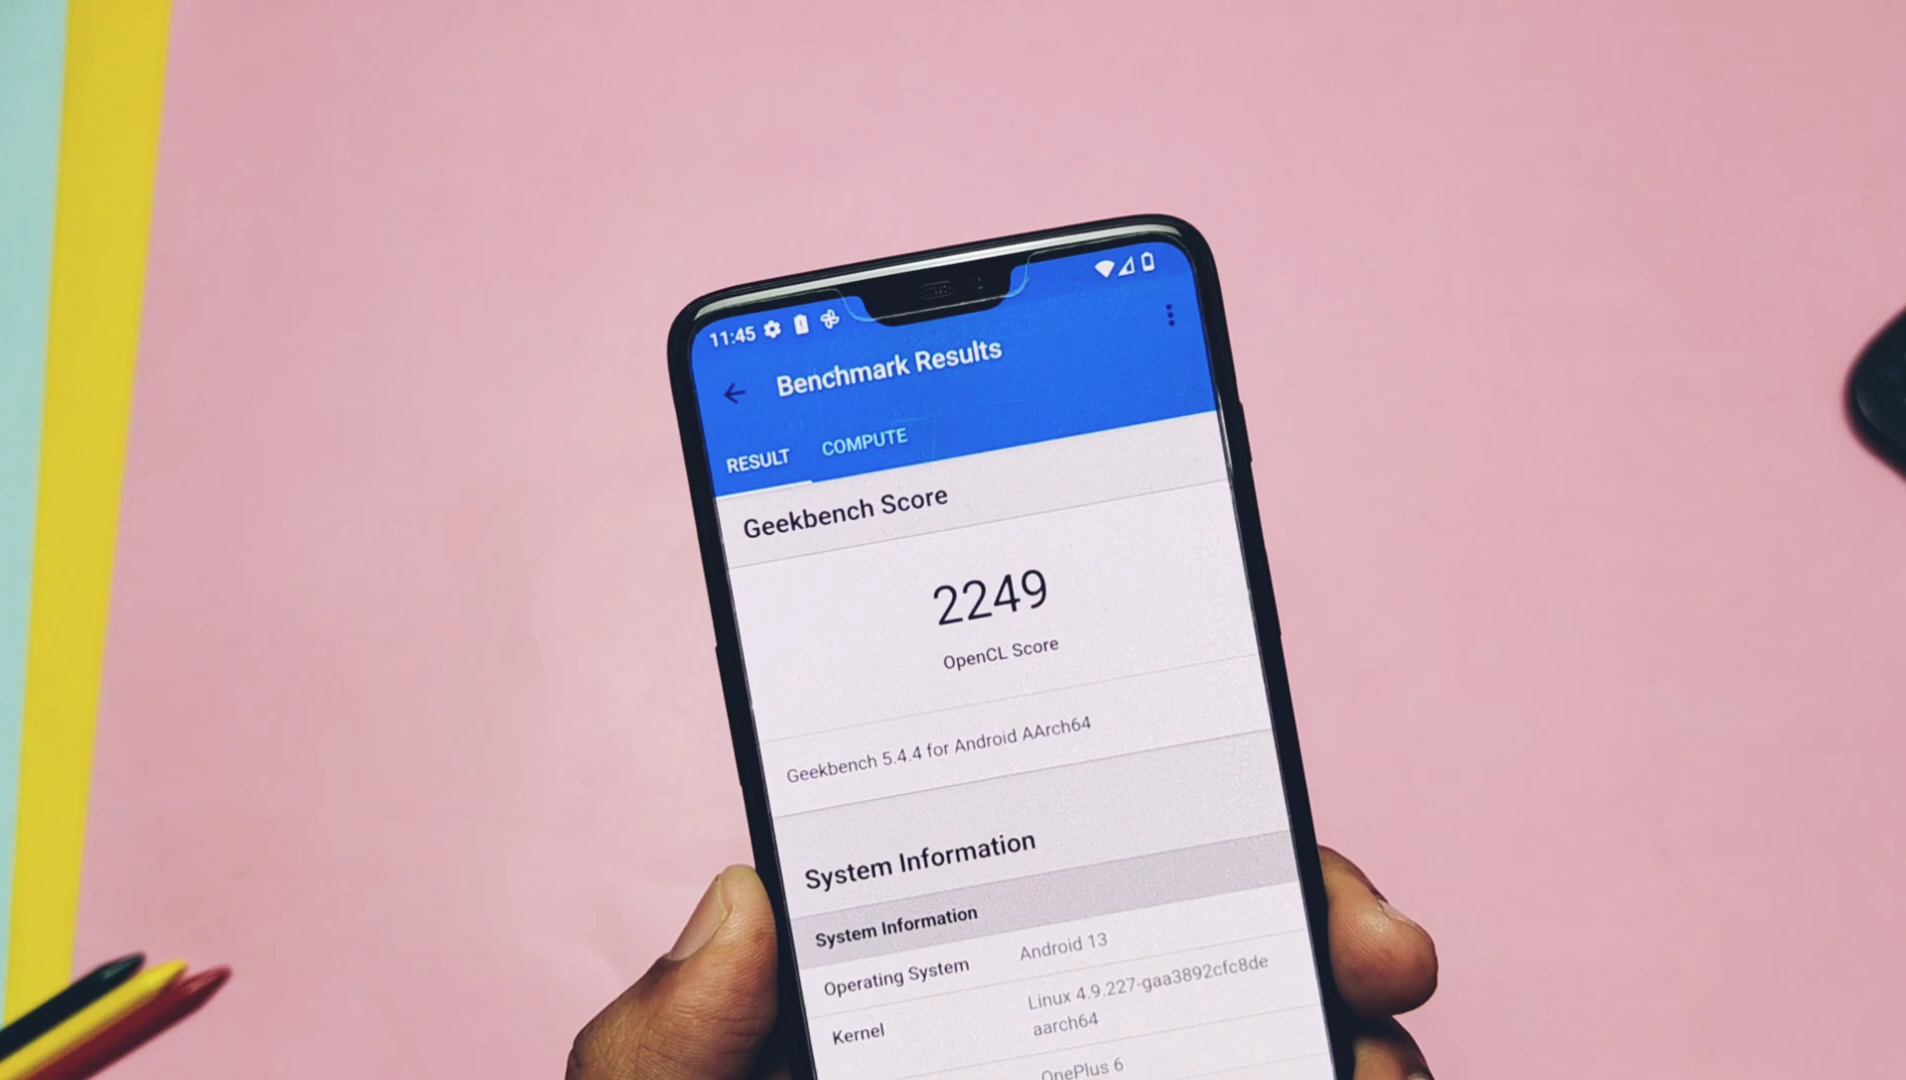 11:45
Benchmark Results
RESULT COMPUTE
Geekbench Score
2249
OpenCL Score
Geekbench 5.4.4 for Android AArch64
System Information
System Information
Operating System Android 13
Kernel Linux 4.9.227-gaa3892cfc8de
aarch64
OnePlus 6